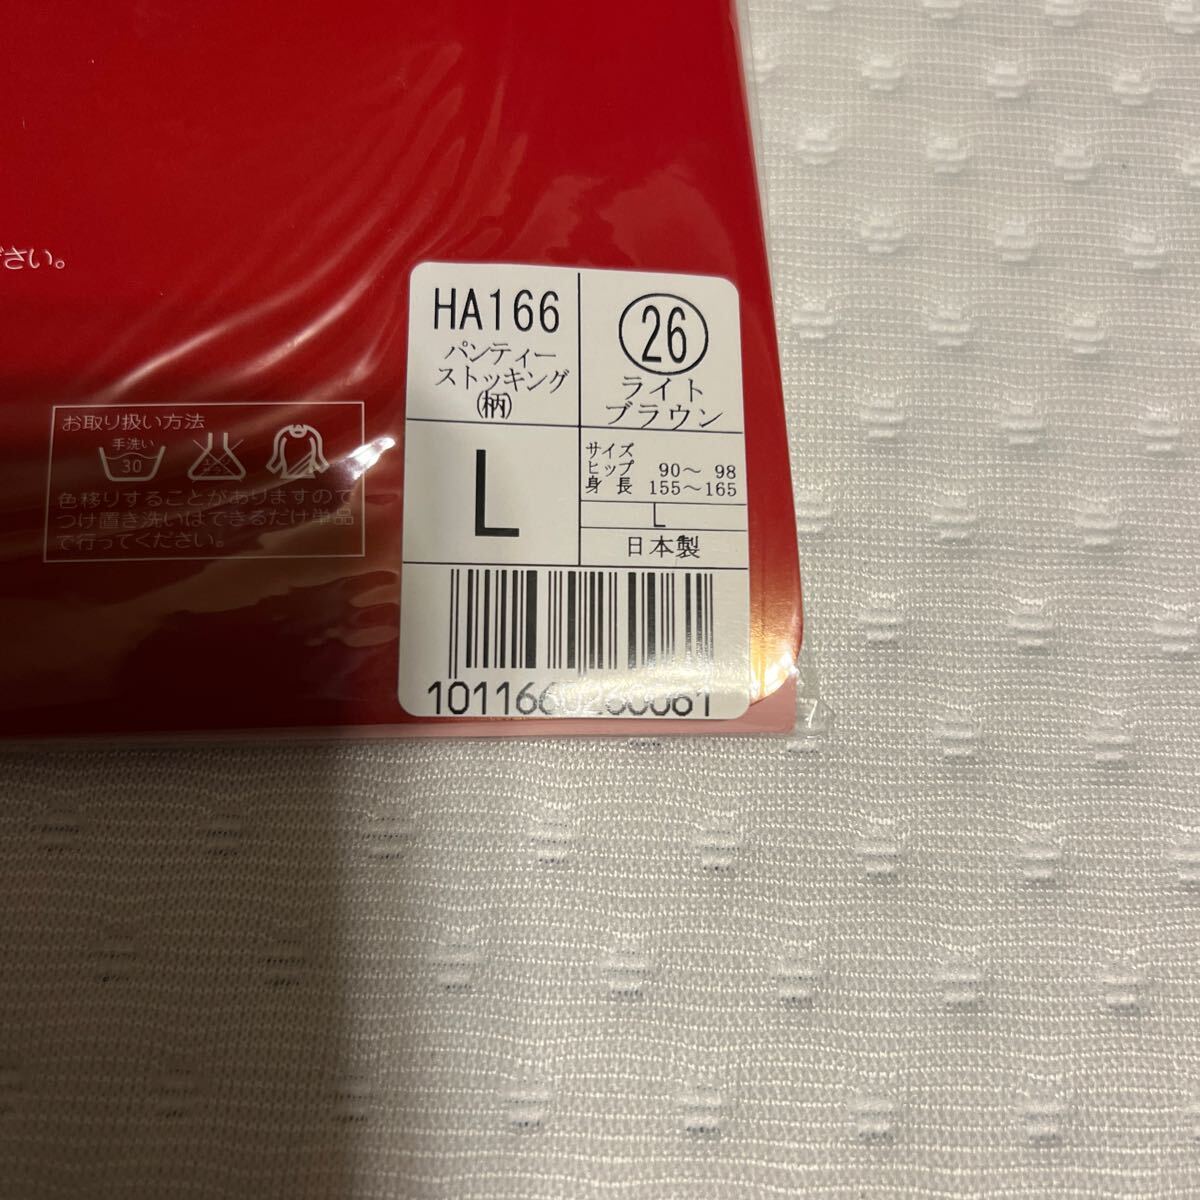 ださい。
HA166
パンティー
ストッキング
(柄)
26
ライト
ブラウン
L
サイズ
ヒップ 90～ 98
身 長 155～165
L
日本製
お取り扱い方法
手洗い
30
色移りすることがありますので
つけ置き洗いはできるだけ単品
で行ってください。